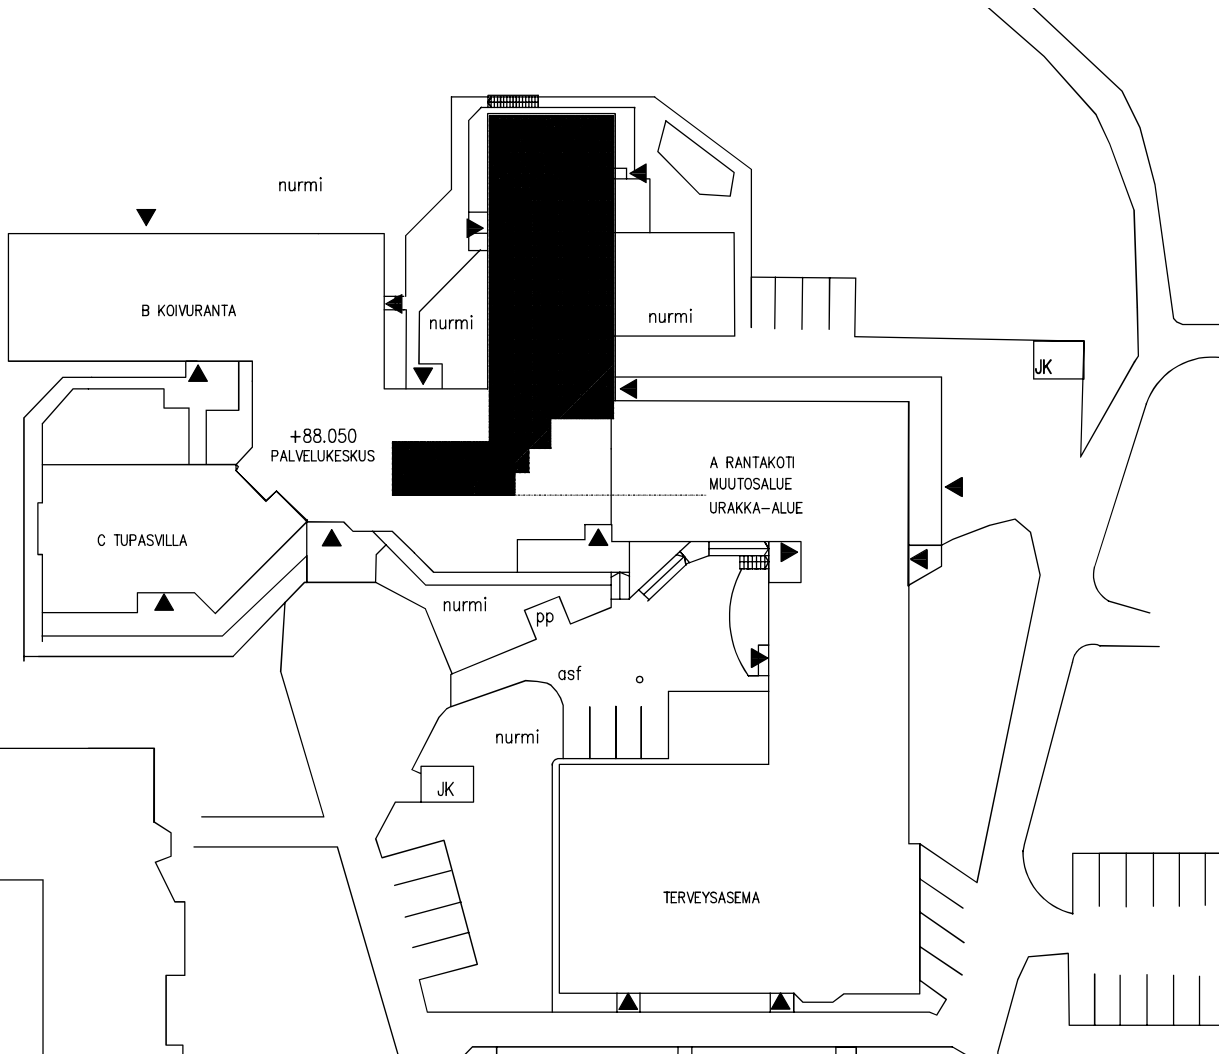 nurmi
B KOIVURANTA
nurmi
nurmi
JK
+88.050
PALVELUKESKUS
A RANTAKOTI
MUUTOSALUE
URAKKA-ALUE
C TUPASVILLA
nurmi
pp
asf
nurmi
JK
TERVEYSASEMA